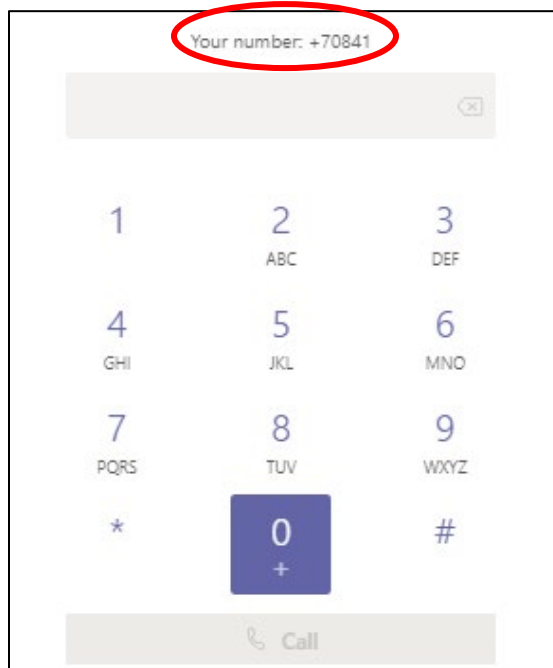 Your number: +70841
1 2 3
ABC DEF
4 5 6
GHI JKL MNO
7 8 9
PQRS TUV WXYZ
* 0 #
+
Call